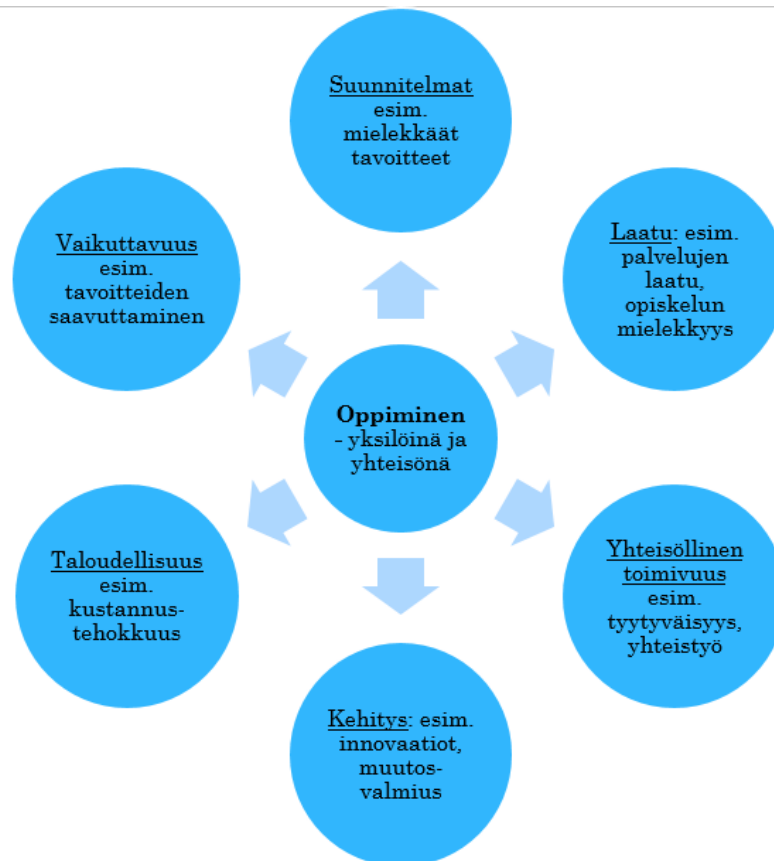 Suunnitelmat
esim.
mielekkäät
tavoitteet
Vaikuttavuus
esim.
tavoitteiden
saavuttaminen
Laatu: esim.
palvelujen
laatu,
opiskelun
mielekkyys
Oppiminen
- yksilöinä ja
yhteisönä
Taloudellisuus
esim.
kustannus-
tehokkuus
Yhteisöllinen
toimivuus
esim.
tyytyväisyys,
yhteistyö
Kehitys: esim.
innovaatiot,
muutos-
valmius